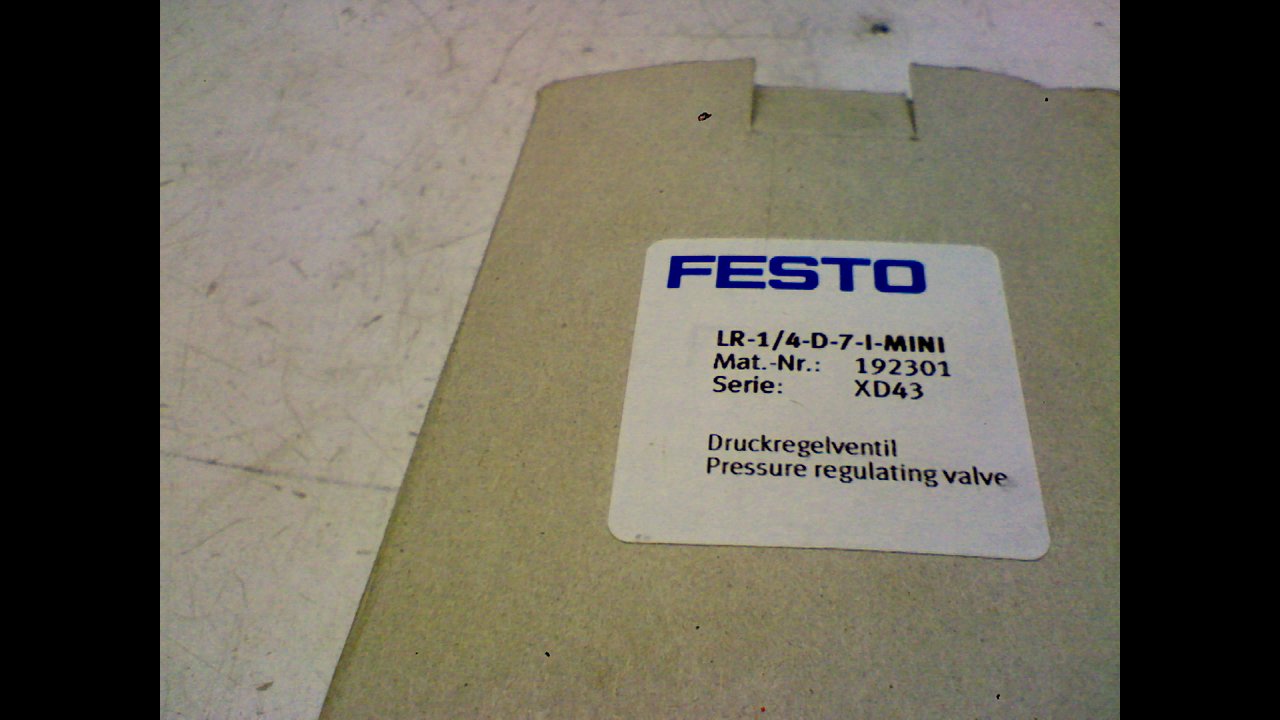 FESTO
LR-1/4-D-7-I-MINI
Mat.-Nr.: 192301
Serie: XD43
Druckregelventil
Pressure regulating valve